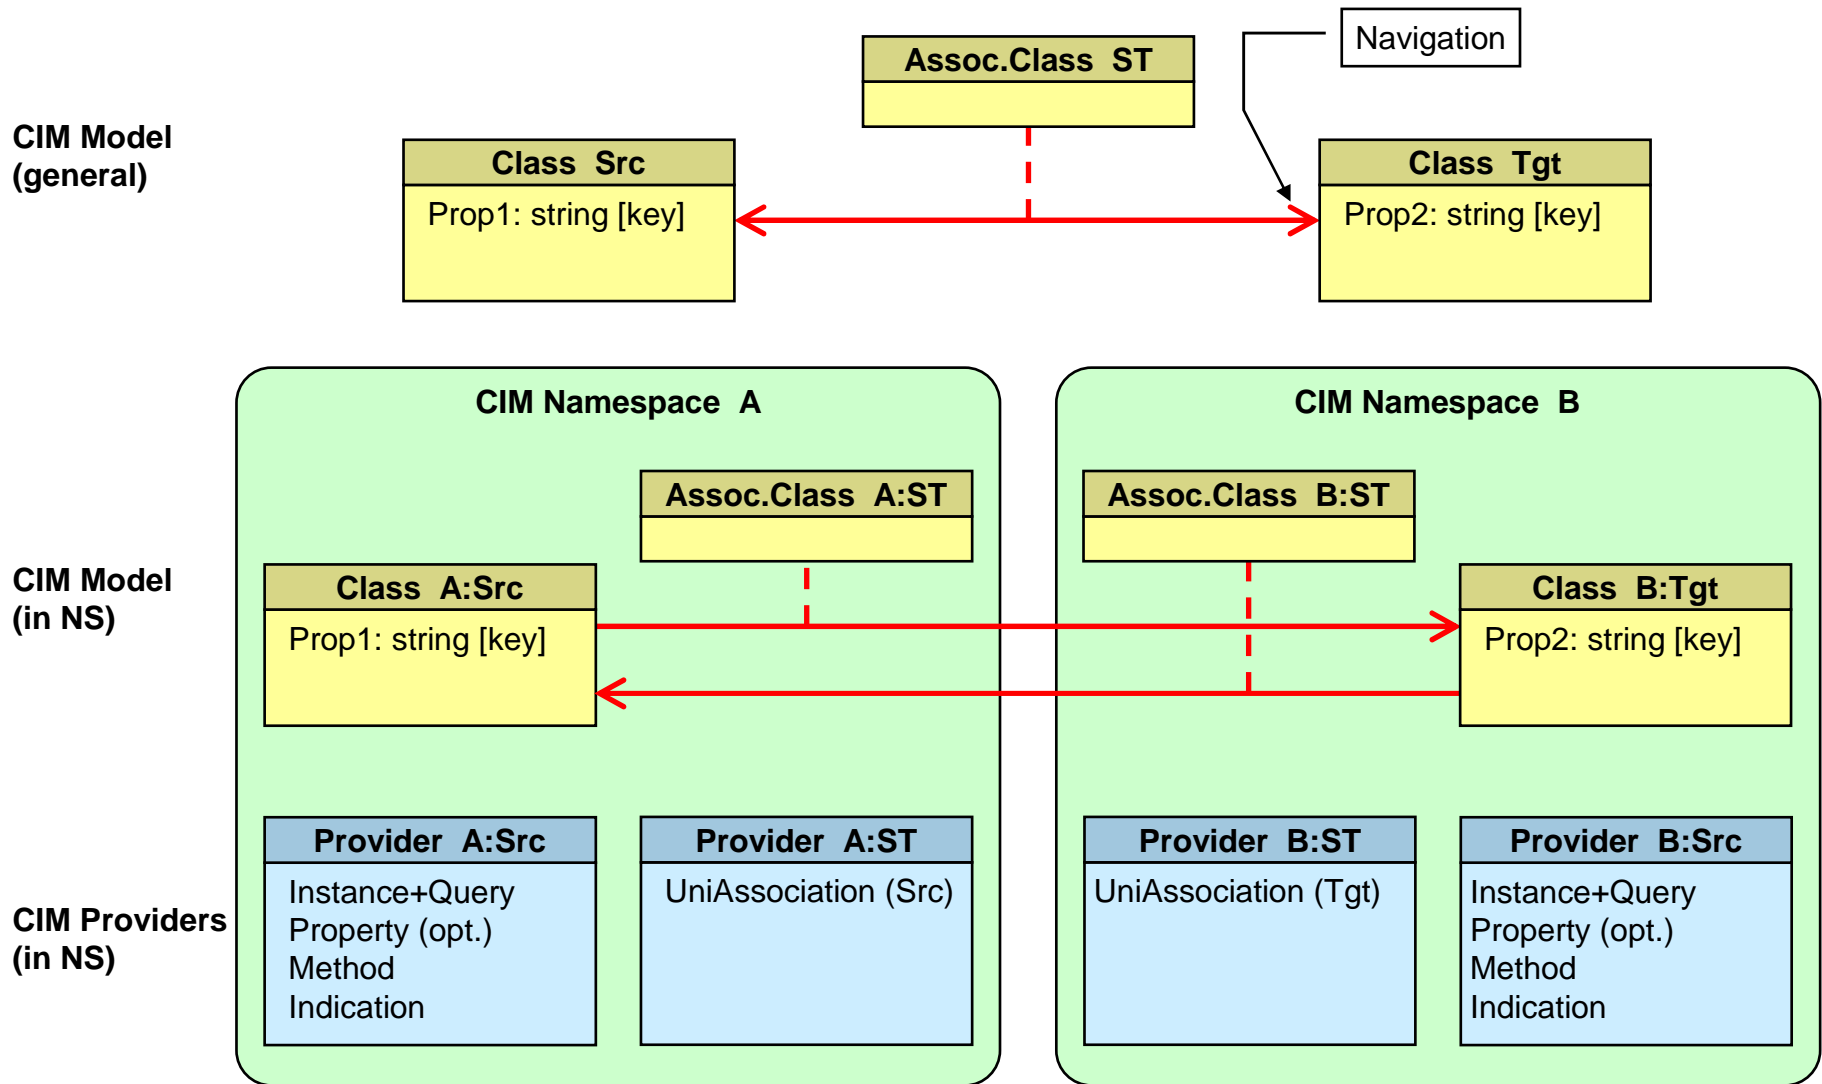 Navigation
Assoc.Class ST
CIM Model
(general)
Class Src
Prop1: string [key]
Class Tgt
Prop2: string [key]
CIM Namespace A
CIM Namespace B
Assoc.Class A:ST
Assoc.Class B:ST
CIM Model
(in NS)
Class A:Src
Prop1: string [key]
Class B:Tgt
Prop2: string [key]
CIM Providers
(in NS)
Provider A:Src
Instance+Query
Property (opt.)
Method
Indication
Provider A:ST
UniAssociation (Src)
Provider B:ST
UniAssociation (Tgt)
Provider B:Src
Instance+Query
Property (opt.)
Method
Indication